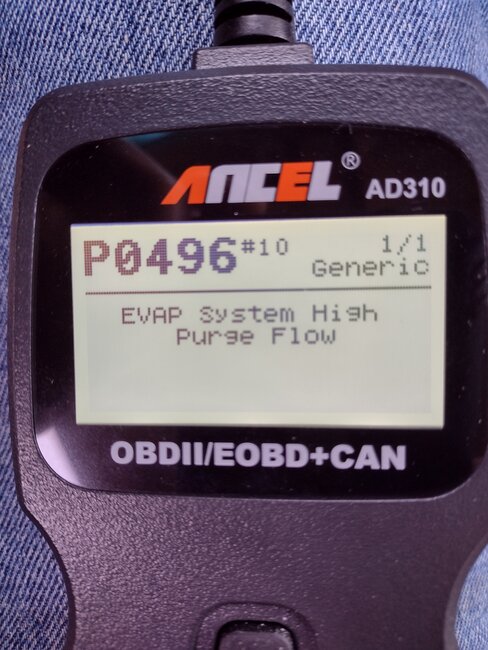 ANCEL® AD310
P0496 #10 1/1
Generic
EVAP System High
Purge Flow
OBDII/EOBD+CAN